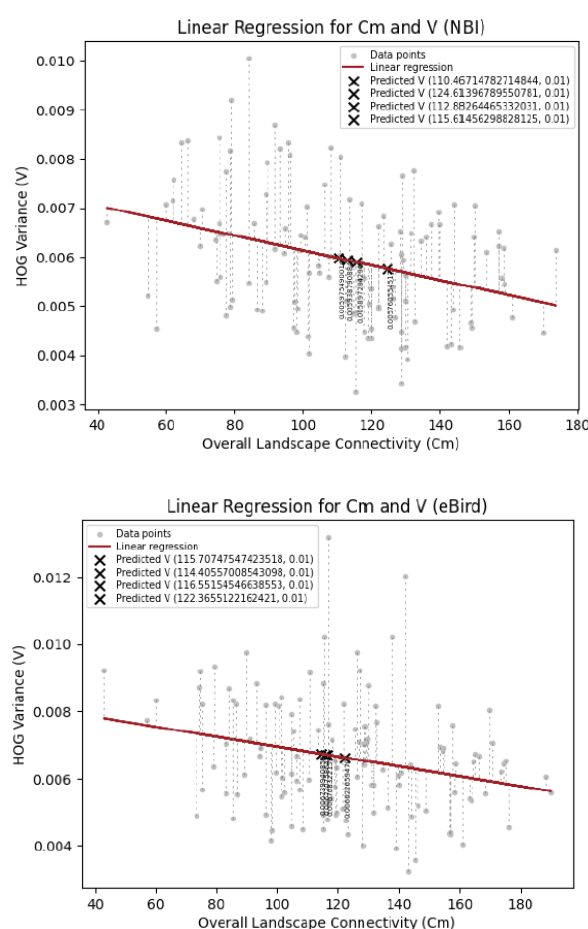 Linear Regression for Cm and V (NBI)
Data points
Linear regression
Predicted V (110.46714782714844, 0.01)
Predicted V (124.61396789550781, 0.01)
Predicted V (112.88264465332031, 0.01)
Predicted V (115.61456298828125, 0.01)
0.010
0.009
0.008
0.007
0.006
0.005
0.004
0.003
HOG Variance (V)
40 60 80 100 120 140 160 180
Overall Landscape Connectivity (Cm)
Linear Regression for Cm and V (eBird)
Data points
Linear regression
Predicted V (115.70747547423518, 0.01)
Predicted V (114.40557008543098, 0.01)
Predicted V (116.55154546638553, 0.01)
Predicted V (122.3655122162421, 0.01)
0.012
0.010
0.008
0.006
0.004
HOG Variance (V)
40 60 80 100 120 140 160 180
Overall Landscape Connectivity (Cm)